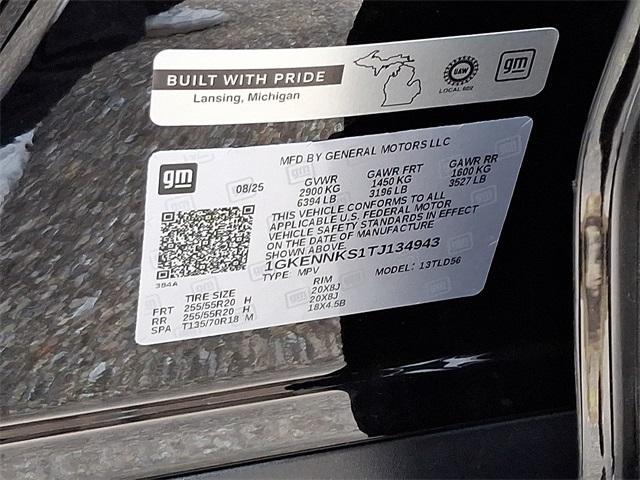 BUILT WITH PRIDE
Lansing, Michigan
UAW
LOCAL 602
gm
gm
MFD BY GENERAL MOTORS LLC
08/25
GVWR GAWR FRT GAWR RR
2900 KG 1450 KG 1600 KG
6394 LB 3196 LB 3527 LB
THIS VEHICLE CONFORMS TO ALL
APPLICABLE U.S. FEDERAL MOTOR
VEHICLE SAFETY STANDARDS IN EFFECT
ON THE DATE OF MANUFACTURE
SHOWN ABOVE.
1GKENNKS1TJ134943
TYPE: MPV MODEL: 13TLD56
384A
TIRE SIZE RIM
FRT 255/55R20 H 20X8J
RR 255/55R20 H 20X8J
SPA T135/70R18 M 18X4.5B